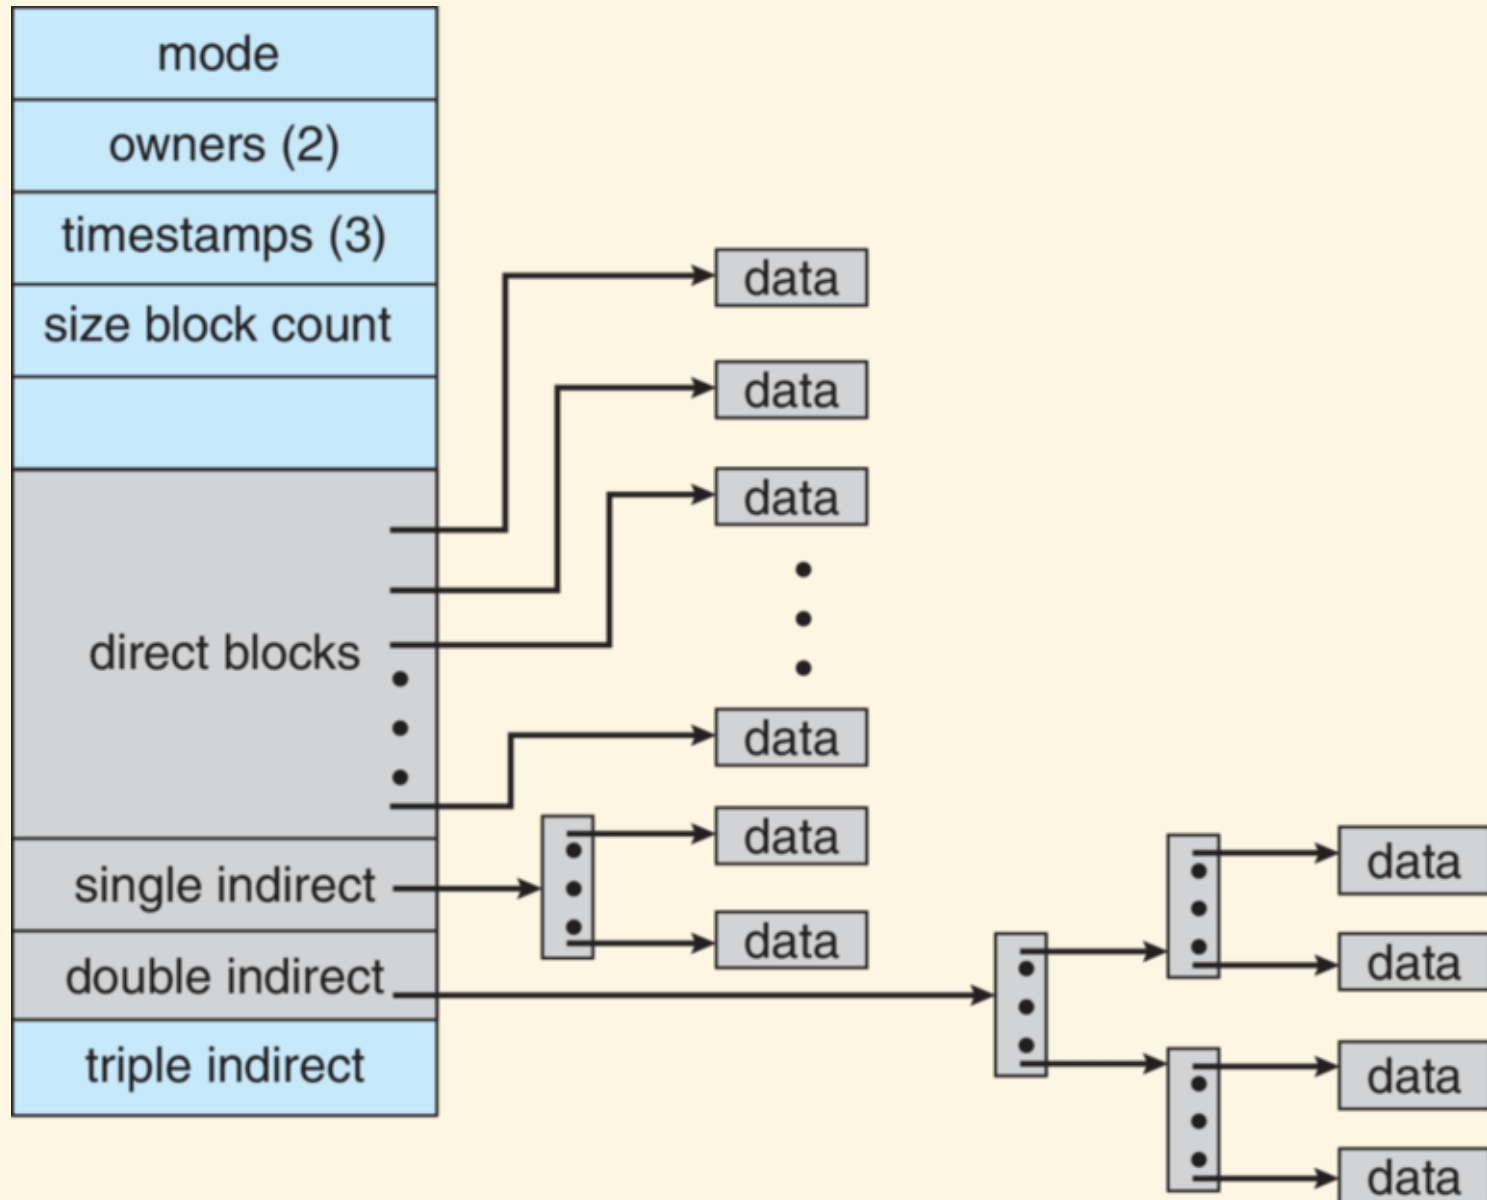 mode
owners (2)
timestamps (3)
size block count
direct blocks
single indirect
double indirect
triple indirect
data
data
data
data
data
data
data
data
data
data